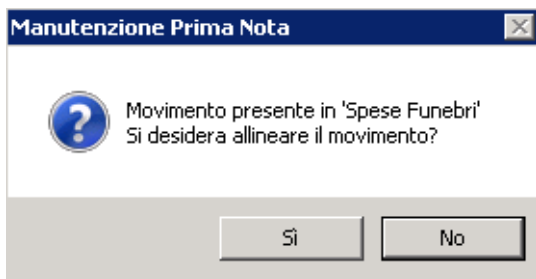 Manutenzione Prima Nota
Movimento presente in 'Spese Funebri'
Si desidera allineare il movimento?
Sì
No